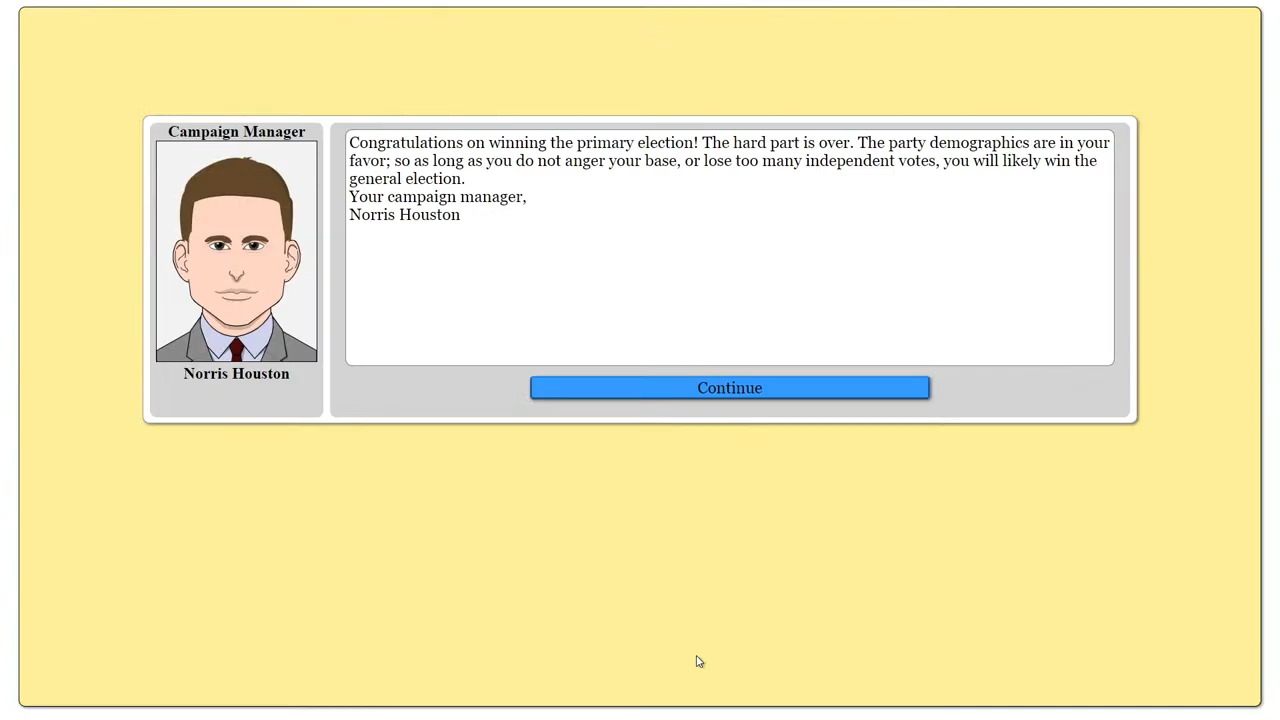 Campaign Manager
Norris Houston
Congratulations on winning the primary election! The hard part is over. The party demographics are in your
favor; so as long as you do not anger your base, or lose too many independent votes, you will likely win the
general election.
Your campaign manager,
Norris Houston
Continue